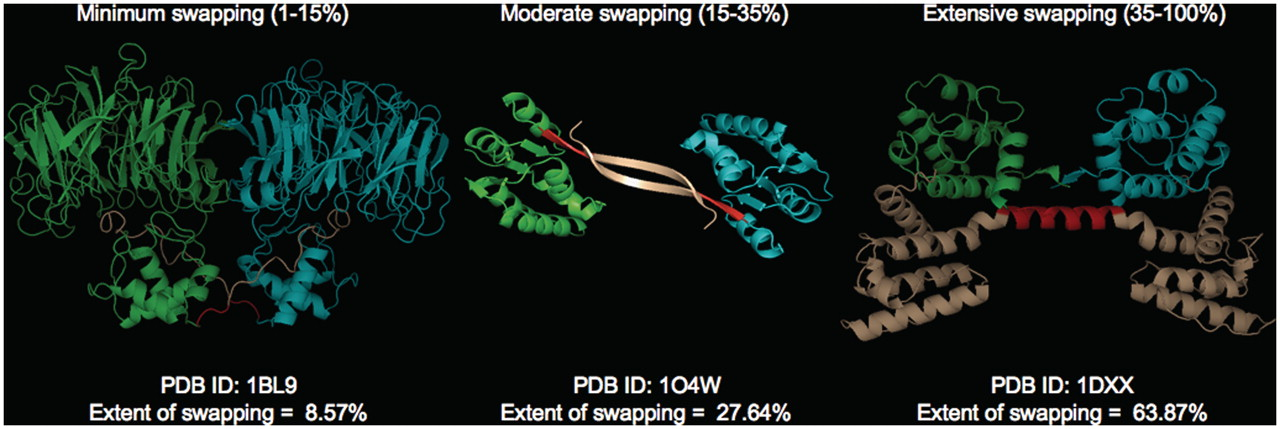 Minimum swapping (1-15%)
Moderate swapping (15-35%)
Extensive swapping (35-100%)
PDB ID: 1BL9
Extent of swapping = 8.57%
PDB ID: 1O4W
Extent of swapping = 27.64%
PDB ID: 1DXX
Extent of swapping = 63.87%